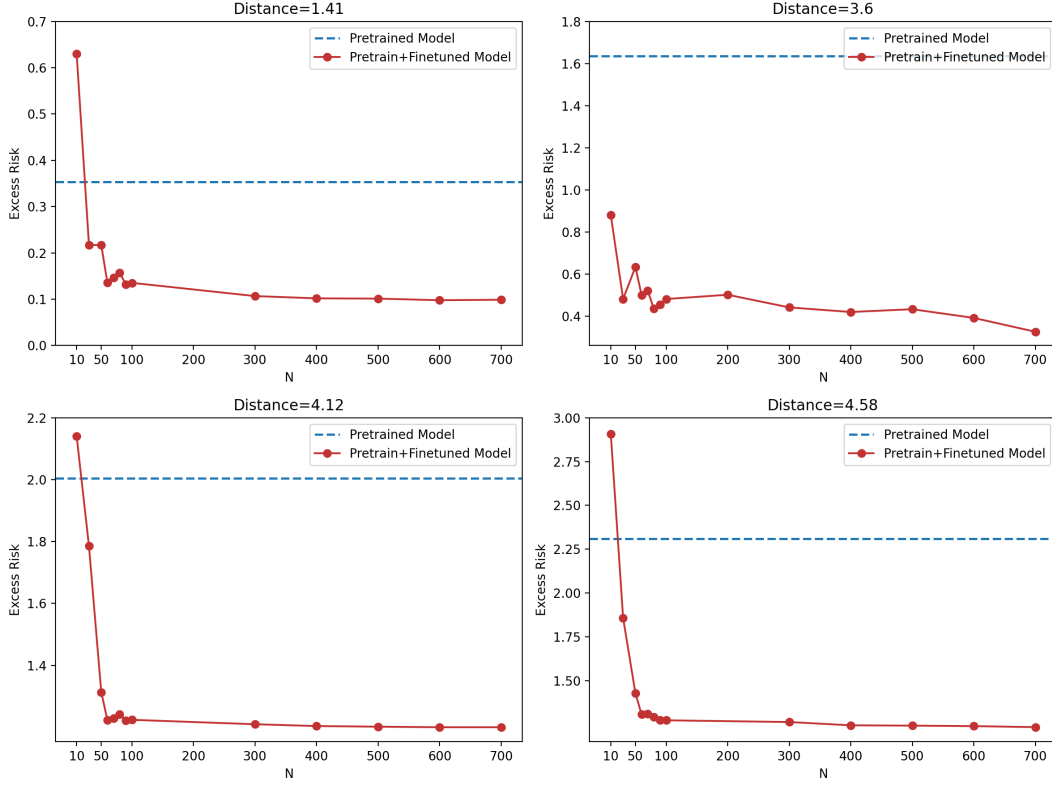 Distance=1.41
0.7
0.6
0.5
0.4
0.3
0.2
0.1
0.0
Excess Risk
Pretrained Model
Pretrain+Finetuned Model
10 50 100 200 300 400 500 600 700
N
Distance=3.6
1.8
1.6
1.4
1.2
1.0
0.8
0.6
0.4
Excess Risk
Pretrained Model
Pretrain+Finetuned Model
10 50 100 200 300 400 500 600 700
N
Distance=4.12
2.2
2.0
1.8
1.6
1.4
Excess Risk
Pretrained Model
Pretrain+Finetuned Model
10 50 100 200 300 400 500 600 700
N
Distance=4.58
3.00
2.75
2.50
2.25
2.00
1.75
1.50
Excess Risk
Pretrained Model
Pretrain+Finetuned Model
10 50 100 200 300 400 500 600 700
N